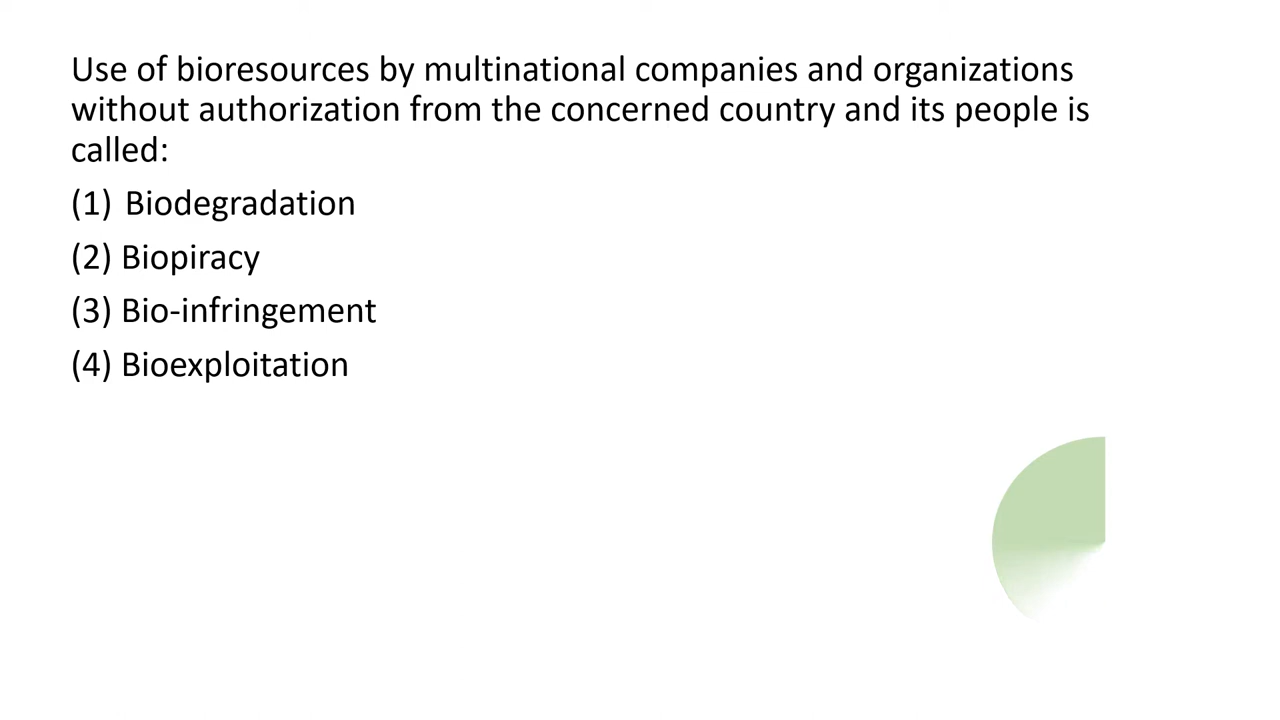 Use of bioresources by multinational companies and organizations
without authorization from the concerned country and its people is
called:
(1) Biodegradation
(2) Biopiracy
(3) Bio-infringement
(4) Bioexploitation